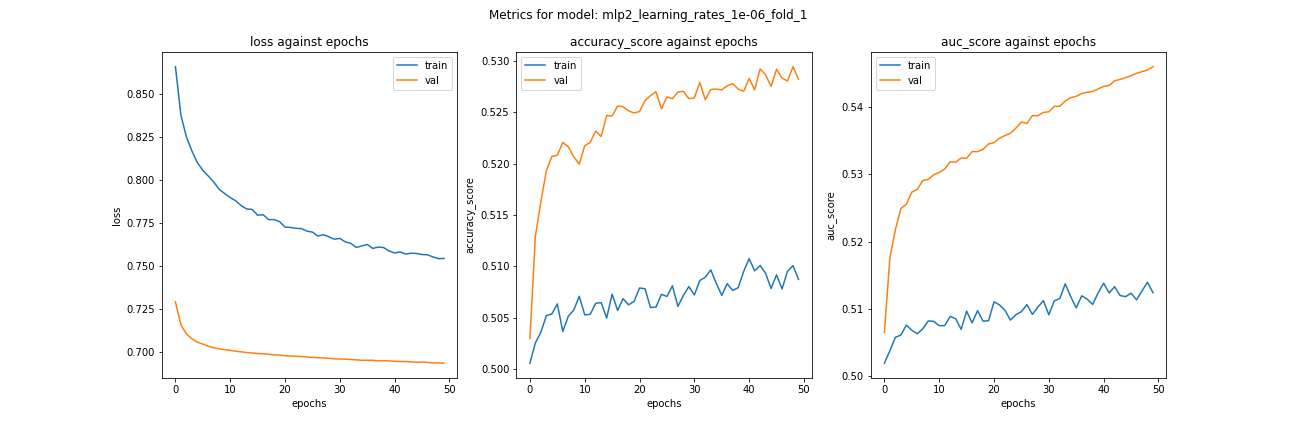 Metrics for model: mlp2_learning_rates_1e-06_fold_1
loss against epochs
train
val
0.850
0.825
0.800
0.775
0.750
0.725
0.700
loss
0
10
20
30
40
50
epochs
accuracy_score against epochs
train
val
0.530
0.525
0.520
0.515
0.510
0.505
0.500
accuracy_score
0
10
20
30
40
50
epochs
auc_score against epochs
train
val
0.54
0.53
0.52
0.51
0.50
auc_score
0
10
20
30
40
50
epochs